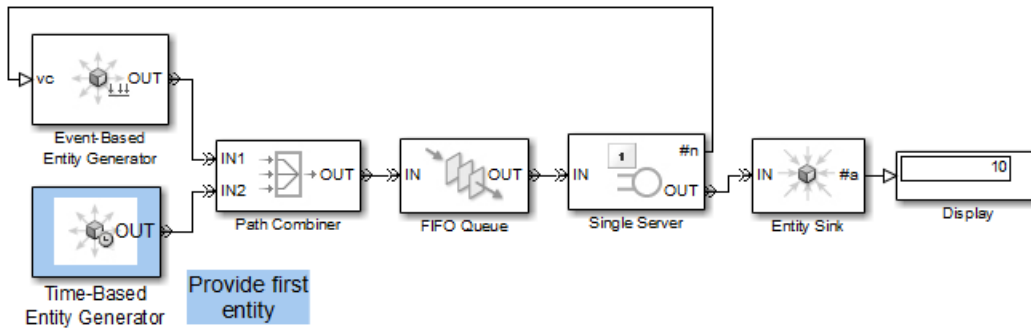 vc
OUT
Event-Based
Entity Generator
IN1
IN2
OUT
Path Combiner
IN
OUT
FIFO Queue
1
#n
IN
OUT
Single Server
IN
#a
Entity Sink
10
Display
OUT
Time-Based
Entity Generator
Provide first
entity